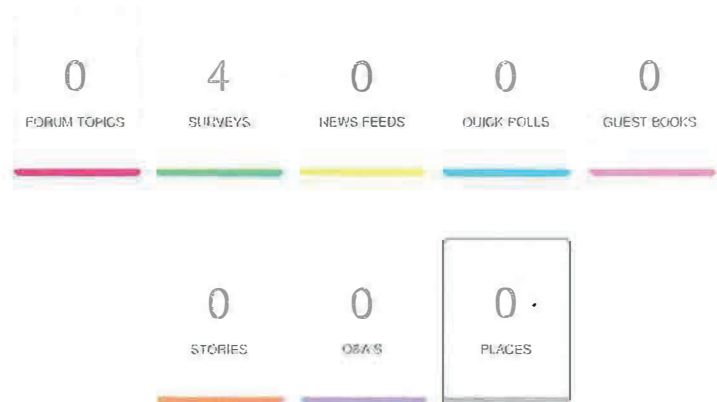 0 4 0 0 0
FORUM TOPICS SURVEYS NEWS FEEDS QUICK POLLS GUEST BOOKS
0 0 0
STORIES Q&A'S PLACES